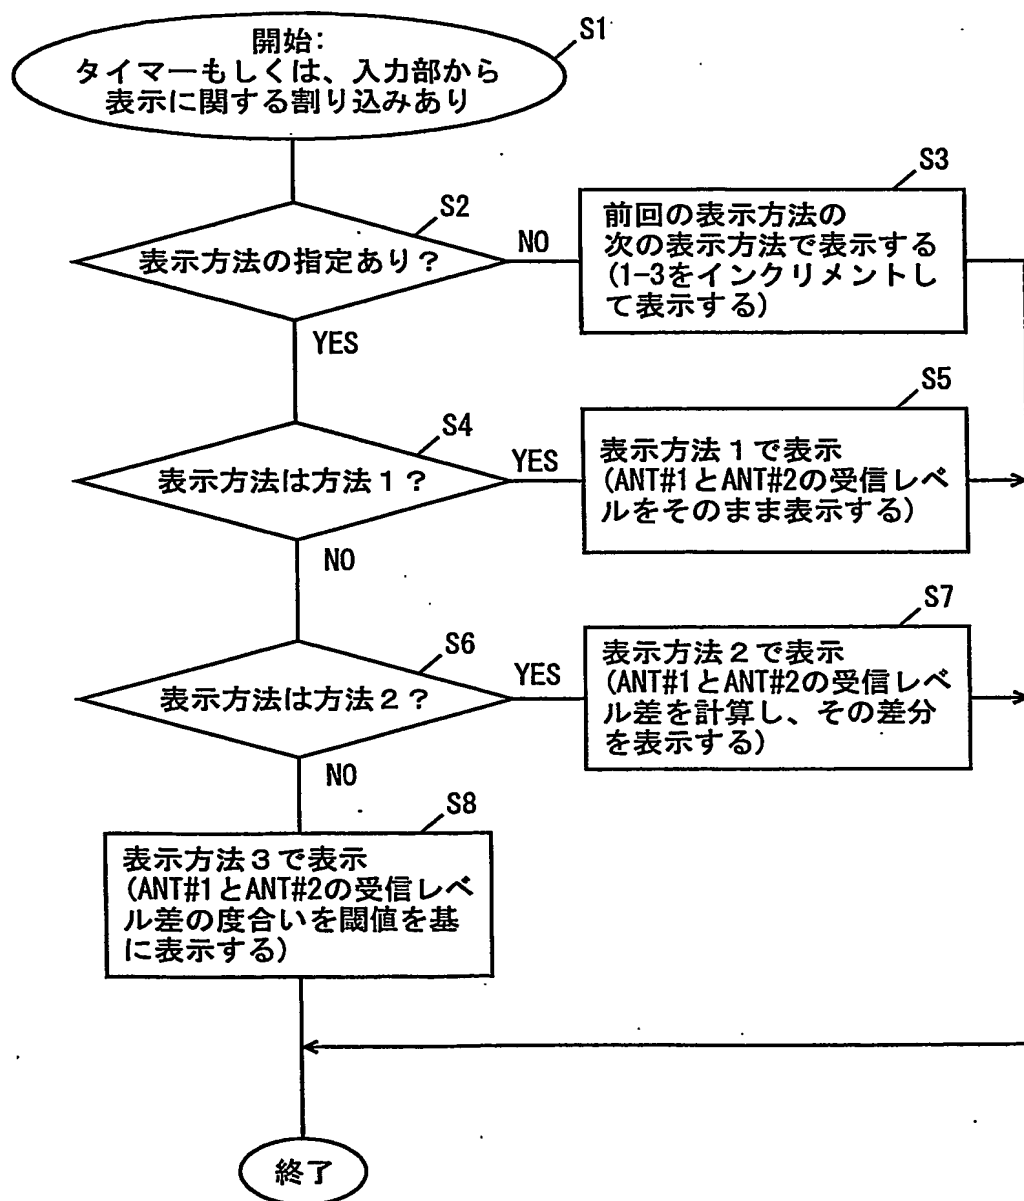 開始:
タイマーもしくは、入力部から
表示に関する割り込みあり
S1
S2
表示方法の指定あり？
NO
YES
S3
前回の表示方法の
次の表示方法で表示する
(1-3をインクリメントし
て表示する)
S4
表示方法は方法１？
YES
NO
S5
表示方法１で表示
(ANT#1とANT#2の受信レベ
ルをそのまま表示する)
S6
表示方法は方法２？
YES
NO
S7
表示方法２で表示
(ANT#1とANT#2の受信レベ
ル差を計算し、その差分
を表示する)
S8
表示方法３で表示
(ANT#1とANT#2の受信レベ
ル差の度合いを閾値を基
に表示する)
終了